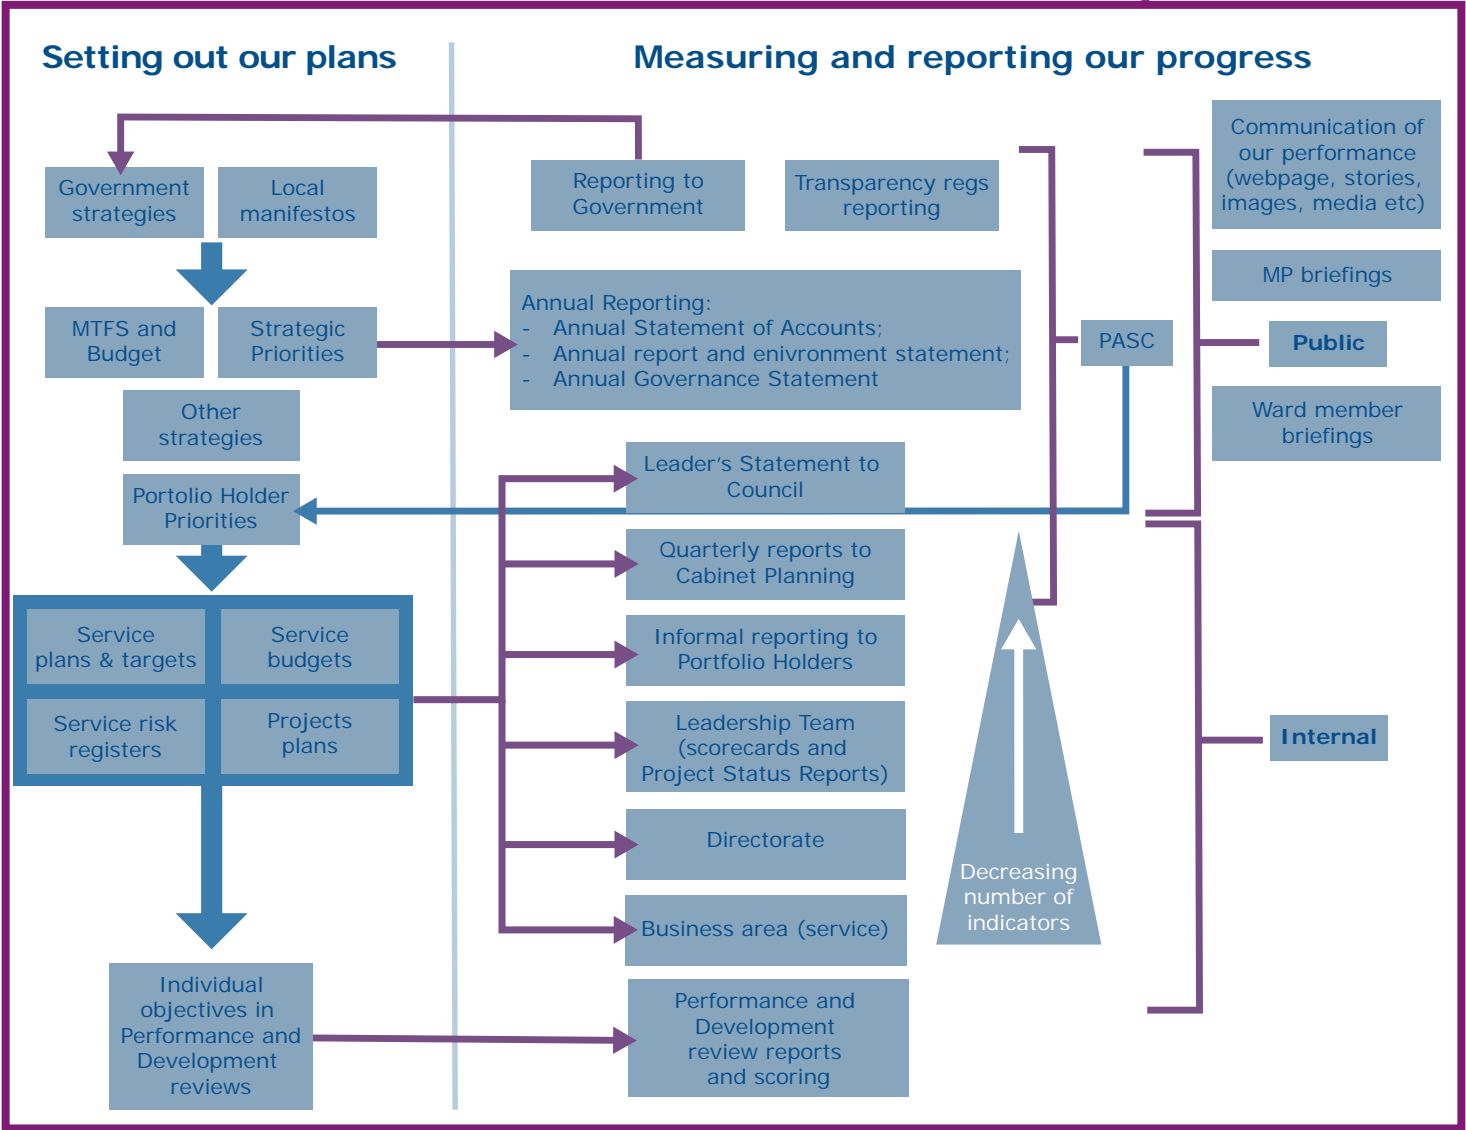 Setting out our plans
Measuring and reporting our progress
Government
strategies
Local
manifestos
MTFS and
Budget
Strategic
Priorities
Other
strategies
Portolio Holder
Priorities
Service
plans & targets
Service
budgets
Service risk
registers
Projects
plans
Individual
objectives in
Performance and
Development
reviews
Reporting to
Government
Transparency regs
reporting
Annual Reporting:
- Annual Statement of Accounts;
- Annual report and enivronment statement;
- Annual Governance Statement
Leader's Statement to
Council
Quarterly reports to
Cabinet Planning
Informal reporting to
Portfolio Holders
Leadership Team
(scorecards and
Project Status Reports)
Directorate
Business area (service)
Performance and
Development
review reports
and scoring
Decreasing
number of
indicators
PASC
Communication of
our performance
(webpage, stories,
images, media etc)
MP briefings
Public
Ward member
briefings
Internal